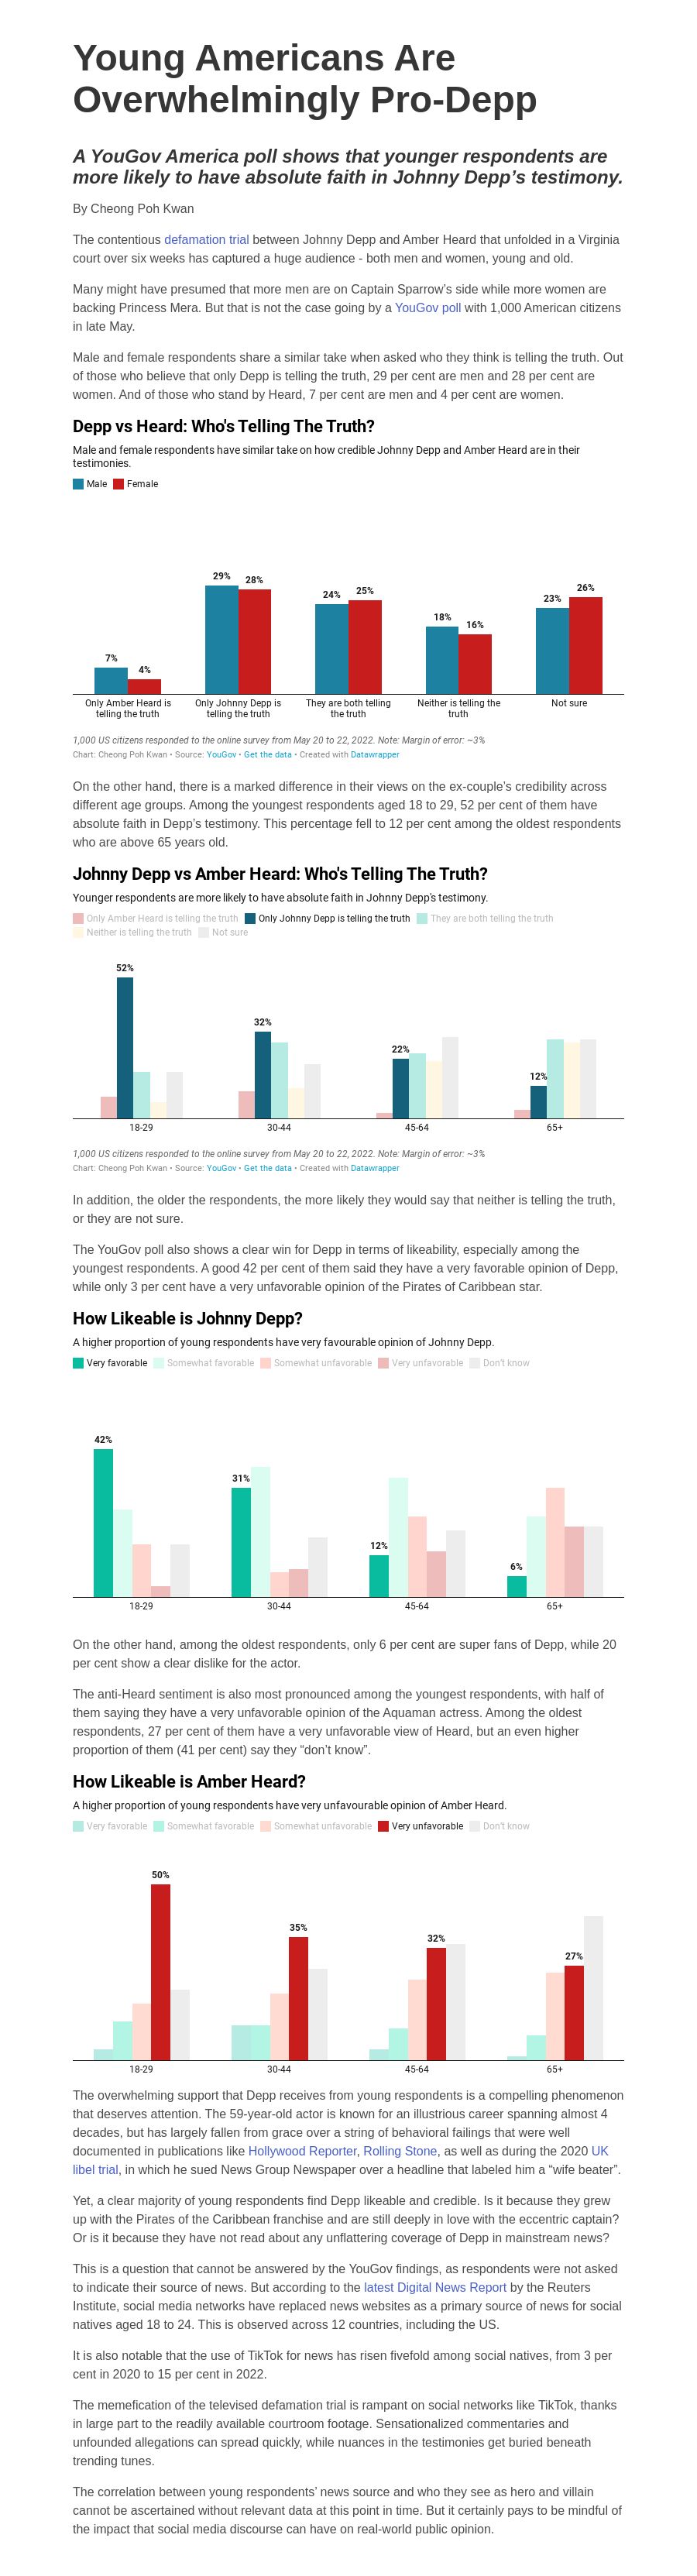 Young Americans Are
Overwhelmingly Pro-Depp
A YouGov America poll shows that younger respondents are
more likely to have absolute faith in Johnny Depp’s testimony.
By Cheong Poh Kwan
The contentious defamation trial between Johnny Depp and Amber Heard that unfolded in a Virginia
court over six weeks has captured a huge audience - both men and women, young and old.
Many might have presumed that more men are on Captain Sparrow’s side while more women are
backing Princess Mera. But that is not the case going by a YouGov poll with 1,000 American citizens
in late May.
Male and female respondents share a similar take when asked who they think is telling the truth. Out
of those who believe that only Depp is telling the truth, 29 per cent are men and 28 per cent are
women. And of those who stand by Heard, 7 per cent are men and 4 per cent are women.
Depp vs Heard: Who's Telling The Truth?
Male and female respondents have similar take on how credible Johnny Depp and Amber Heard are in their
testimonies.
Male Female
29% 28% 24% 25% 23% 26%
18% 16%
7% 4%
Only Amber Heard is Only Johnny Depp is They are both telling Neither is telling the Not sure
telling the truth telling the truth the truth truth
1,000 US citizens responded to the online survey from May 20 to 22, 2022. Note: Margin of error: ~3%
Chart: Cheong Poh Kwan • Source: YouGov • Get the data • Created with Datawrapper
On the other hand, there is a marked difference in their views on the ex-couple’s credibility across
different age groups. Among the youngest respondents aged 18 to 29, 52 per cent of them have
absolute faith in Depp’s testimony. This percentage fell to 12 per cent among the oldest respondents
who are above 65 years old.
Johnny Depp vs Amber Heard: Who's Telling The Truth?
Younger respondents are more likely to have absolute faith in Johnny Depp's testimony.
Only Amber Heard is telling the truth Only Johnny Depp is telling the truth They are both telling the truth
Neither is telling the truth Not sure
52%
32%
22%
12%
18-29 30-44 45-64 65+
1,000 US citizens responded to the online survey from May 20 to 22, 2022. Note: Margin of error: ~3%
Chart: Cheong Poh Kwan • Source: YouGov • Get the data • Created with Datawrapper
In addition, the older the respondents, the more likely they would say that neither is telling the truth,
or they are not sure.
The YouGov poll also shows a clear win for Depp in terms of likeability, especially among the
youngest respondents. A good 42 per cent of them said they have a very favorable opinion of Depp,
while only 3 per cent have a very unfavorable opinion of the Pirates of Caribbean star.
How Likeable is Johnny Depp?
A higher proportion of young respondents have very favourable opinion of Johnny Depp.
Very favorable Somewhat favorable Somewhat unfavorable Very unfavorable Don’t know
42%
31%
12%
6%
18-29 30-44 45-64 65+
On the other hand, among the oldest respondents, only 6 per cent are super fans of Depp, while 20
per cent show a clear dislike for the actor.
The anti-Heard sentiment is also most pronounced among the youngest respondents, with half of
them saying they have a very unfavorable opinion of the Aquaman actress. Among the oldest
respondents, 27 per cent of them have a very unfavorable view of Heard, but an even higher
proportion of them (41 per cent) say they “don’t know”.
How Likeable is Amber Heard?
A higher proportion of young respondents have very unfavourable opinion of Amber Heard.
Very favorable Somewhat favorable Somewhat unfavorable Very unfavorable Don’t know
50%
35%
32%
27%
18-29 30-44 45-64 65+
The overwhelming support that Depp receives from young respondents is a compelling phenomenon
that deserves attention. The 59-year-old actor is known for an illustrious career spanning almost 4
decades, but has largely fallen from grace over a string of behavioral failings that were well
documented in publications like Hollywood Reporter, Rolling Stone, as well as during the 2020 UK
libel trial, in which he sued News Group Newspaper over a headline that labeled him a “wife beater”.
Yet, a clear majority of young respondents find Depp likeable and credible. Is it because they grew
up with the Pirates of the Caribbean franchise and are still deeply in love with the eccentric captain?
Or is it because they have not read about any unflattering coverage of Depp in mainstream news?
This is a question that cannot be answered by the YouGov findings, as respondents were not asked
to indicate their source of news. But according to the latest Digital News Report by the Reuters
Institute, social media networks have replaced news websites as a primary source of news for social
natives aged 18 to 24. This is observed across 12 countries, including the US.
It is also notable that the use of TikTok for news has risen fivefold among social natives, from 3 per
cent in 2020 to 15 per cent in 2022.
The memefication of the televised defamation trial is rampant on social networks like TikTok, thanks
in large part to the readily available courtroom footage. Sensationalized commentaries and
unfounded allegations can spread quickly, while nuances in the testimonies get buried beneath
trending tunes.
The correlation between young respondents’ news source and who they see as hero and villain
cannot be ascertained without relevant data at this point in time. But it certainly pays to be mindful of
the impact that social media discourse can have on real-world public opinion.